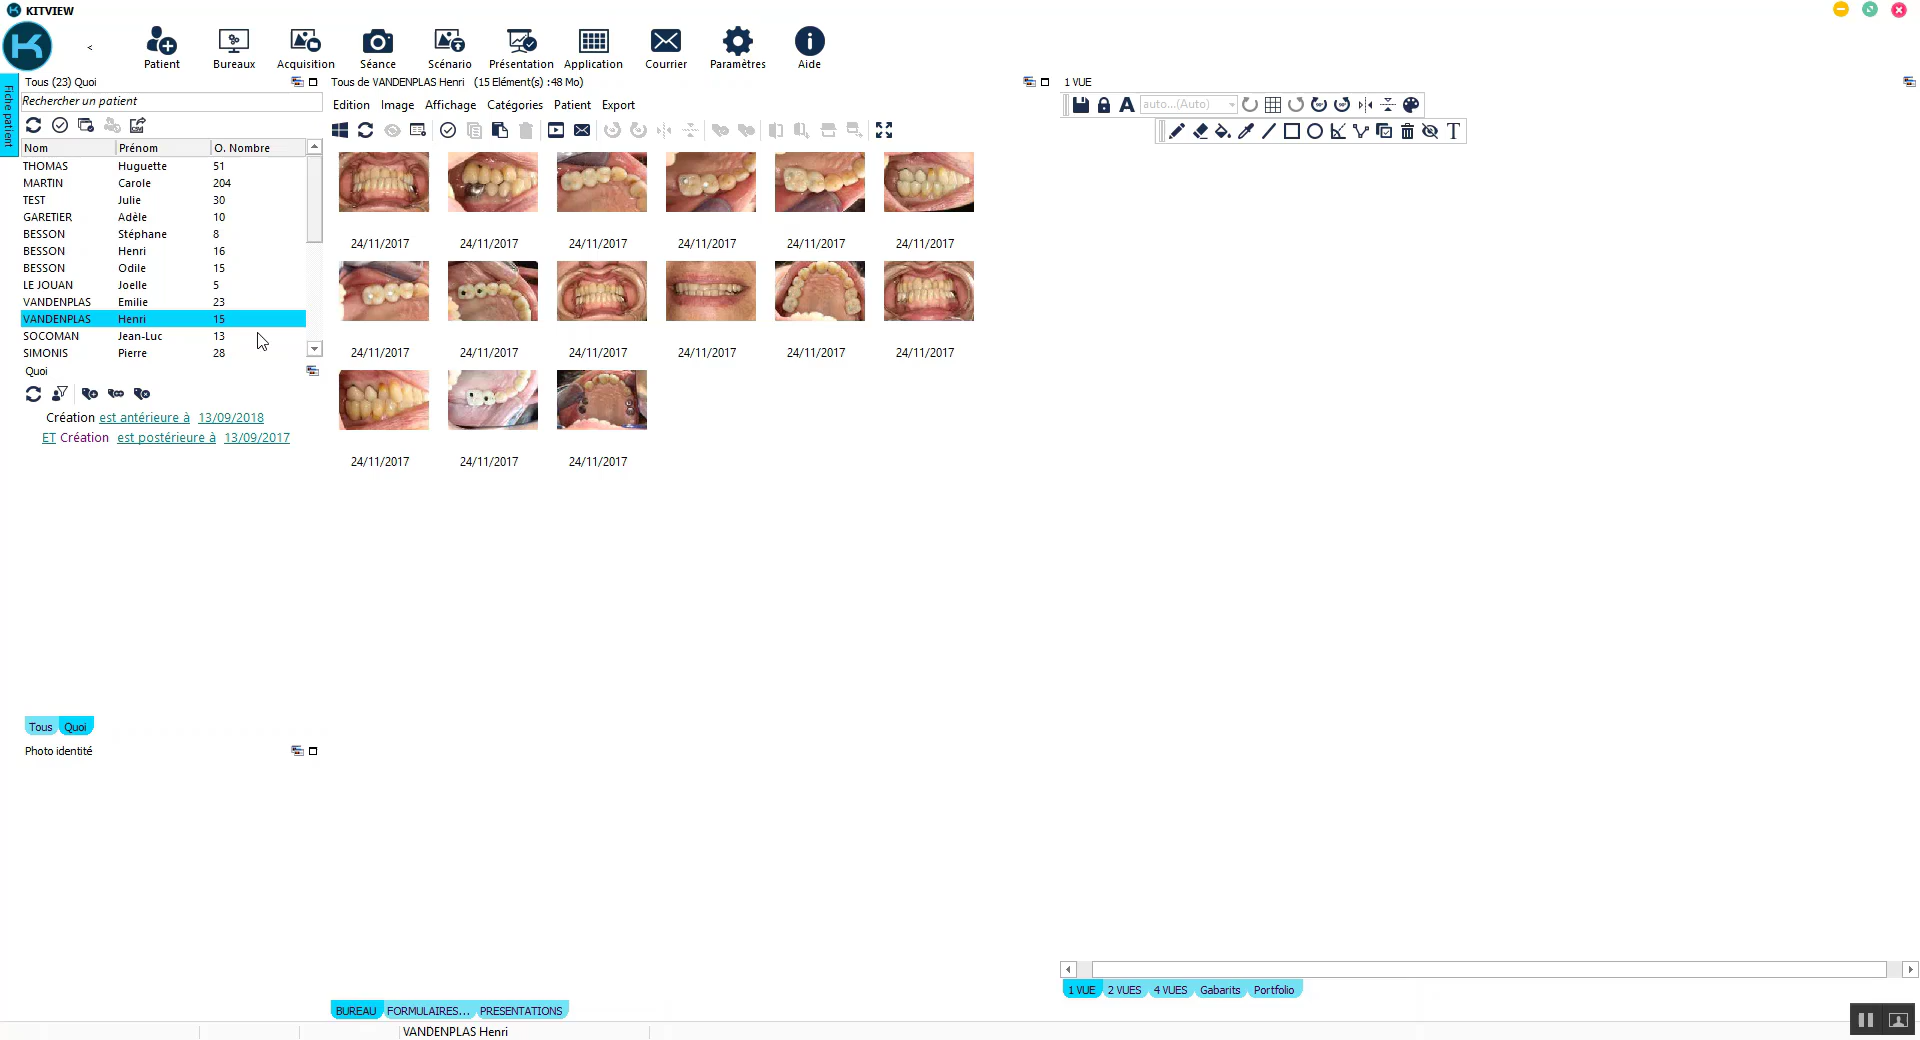 KITVIEW
Patient Bureaux Acquisition Séance Scénario Présentation Application Courrier Paramètres Aide
Fiche patient
Tous (23) Quoi
Rechercher un patient
Nom Prénom O. Nombre
THOMAS Huguette 51
MARTIN Carole 204
TEST Julie 30
GARETIER Adèle 10
BESSON Stéphane 8
BESSON Henri 16
BESSON Odile 15
LE JOUAN Joelle 5
VANDENPLAS Emilie 23
VANDENPLAS Henri 15
SOCOMAN Jean-Luc 13
SIMONIS Pierre 28
Quoi
Création est antérieure à 13/09/2018
ET Création est postérieure à 13/09/2017
Tous Quoi
Photo identité
Tous de VANDENPLAS Henri (15 Elément(s) :48 Mo)
Edition Image Affichage Catégories Patient Export
24/11/2017 24/11/2017 24/11/2017 24/11/2017 24/11/2017 24/11/2017
24/11/2017 24/11/2017 24/11/2017 24/11/2017 24/11/2017 24/11/2017
24/11/2017 24/11/2017 24/11/2017
BUREAU FORMULAIRES... PRESENTATIONS
1 VUE
auto...(Auto)
1 VUE 2 VUES 4 VUES Gabarits Portfolio
VANDENPLAS Henri